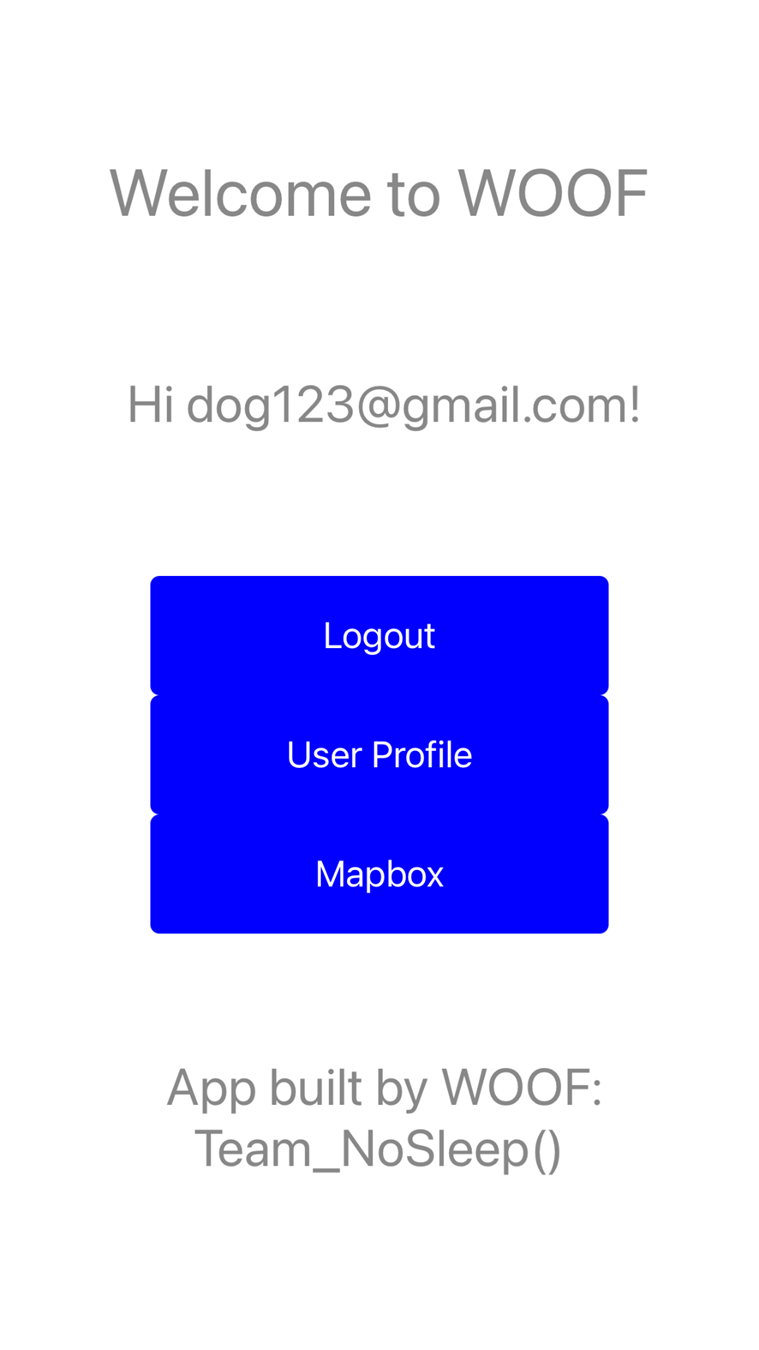 Welcome to WOOF
Hi dog123@gmail.com!
Logout
User Profile
Mapbox
App built by WOOF:
Team_NoSleep()